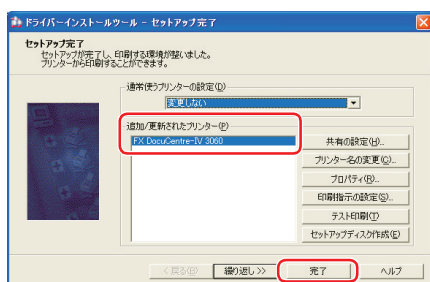 ドライバーインストールツール - セットアップ完了
セットアップ完了
セットアップが完了し、印刷する環境が整いました。
プリンターから印刷することができます。
通常使うプリンターの設定(D)
変更しない
追加/更新されたプリンター(P)
FX DocuCentre-IV 3060
共有の設定(H)...
プリンター名の変更(C)...
プロパティ(R)...
印刷指示の設定(S)...
テスト印刷(T)
セットアップディスク作成(E)
< 戻る(B)
繰り返し >>
完了
ヘルプ